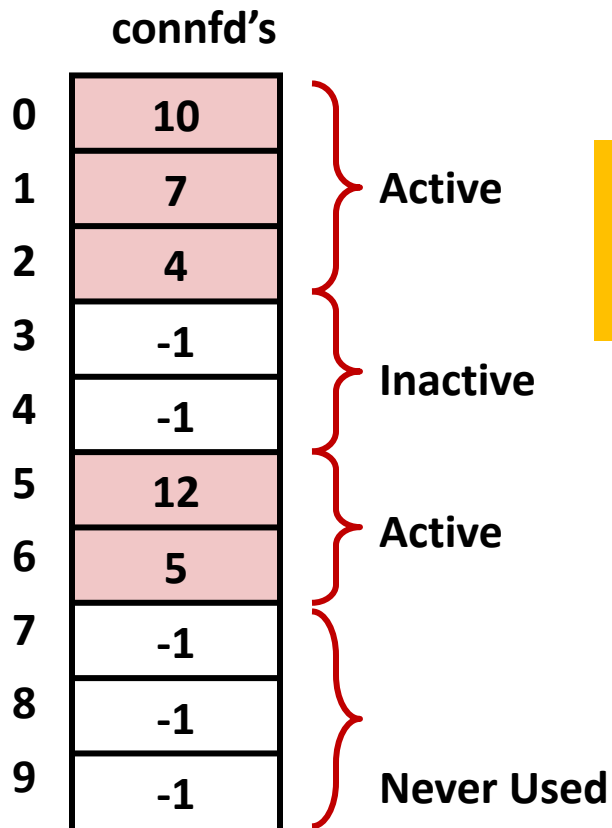 connfd’s
0 10
1 7 Active
2 4
3 -1
4 -1 Inactive
5 12
6 5 Active
7 -1
8 -1
9 -1 Never Used